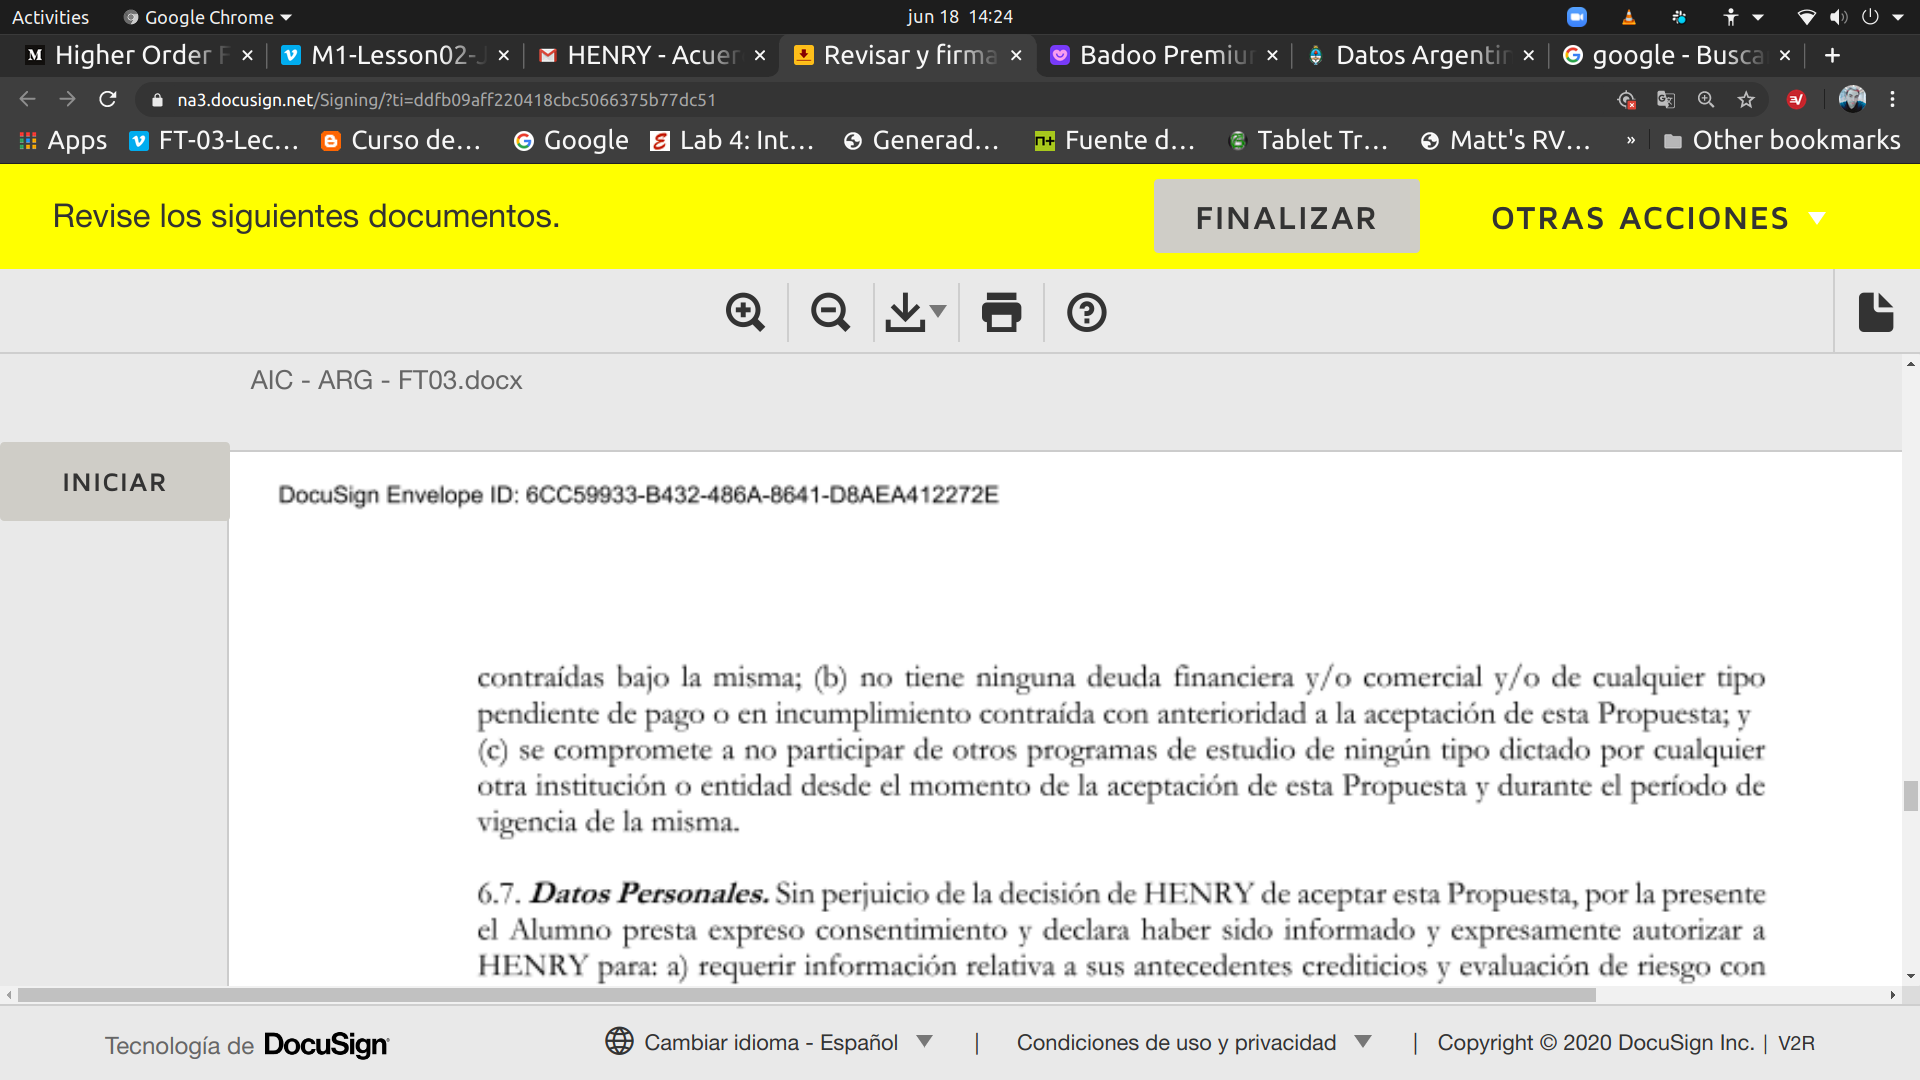 Activities Google Chrome jun 18 14:24
Higher Order F M1-Lesson02-J HENRY - Acuer Revisar y firma Badoo Premiu Datos Argenti google - Busca
na3.docusign.net/Signing/?ti=ddfb09aff220418cbc5066375b77dc51
Apps FT-03-Lec... Curso de... Google Lab 4: Int... Generad... Fuente d... Tablet Tr... Matt's RV... » Other bookmarks
Revise los siguientes documentos. FINALIZAR OTRAS ACCIONES
AIC - ARG - FT03.docx
INICIAR
DocuSign Envelope ID: 6CC59933-B432-486A-8641-D8AEA412272E
contraídas bajo la misma; (b) no tiene ninguna deuda financiera y/o comercial y/o de cualquier tipo
pendiente de pago o en incumplimiento contraída con anterioridad a la aceptación de esta Propuesta; y
(c) se compromete a no participar de otros programas de estudio de ningún tipo dictado por cualquier
otra institución o entidad desde el momento de la aceptación de esta Propuesta y durante el período de
vigencia de la misma.
6.7. Datos Personales. Sin perjuicio de la decisión de HENRY de aceptar esta Propuesta, por la presente
el Alumno presta expreso consentimiento y declara haber sido informado y expresamente autorizar a
HENRY para: a) requerir información relativa a sus antecedentes crediticios y evaluación de riesgo con
Tecnología de DocuSign Cambiar idioma - Español | Condiciones de uso y privacidad | Copyright © 2020 DocuSign Inc. | V2R